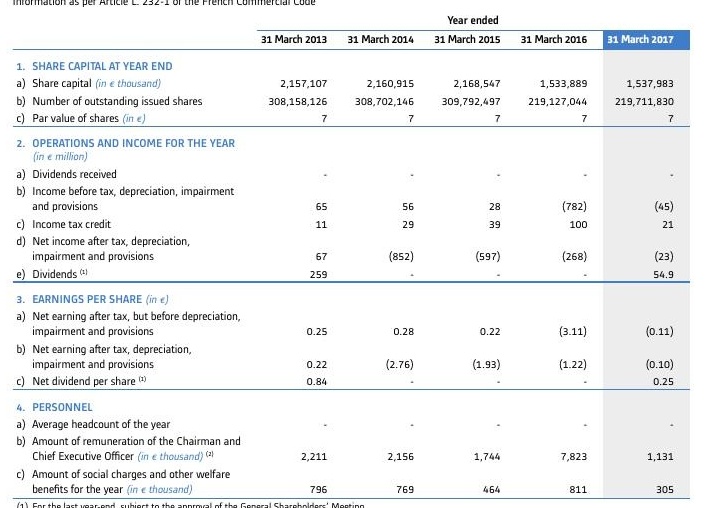 Information as per Article L. 232-1 of the French Commercial Code
Year ended
31 March 2013 31 March 2014 31 March 2015 31 March 2016 31 March 2017
1. SHARE CAPITAL AT YEAR END
a) Share capital (in € thousand) 2,157,107 2,160,915 2,168,547 1,533,889 1,537,983
b) Number of outstanding issued shares 308,158,126 308,702,146 309,792,497 219,127,044 219,711,830
c) Par value of shares (in €) 7 7 7 7 7
2. OPERATIONS AND INCOME FOR THE YEAR
(in € million)
a) Dividends received - - - - -
b) Income before tax, depreciation, impairment
and provisions 65 56 28 (782) (45)
c) Income tax credit 11 29 39 100 21
d) Net income after tax, depreciation,
impairment and provisions 67 (852) (597) (268) (23)
e) Dividends (1) 259 - - - 54.9
3. EARNINGS PER SHARE (in €)
a) Net earning after tax, but before depreciation,
impairment and provisions 0.25 0.28 0.22 (3.11) (0.11)
b) Net earning after tax, depreciation,
impairment and provisions 0.22 (2.76) (1.93) (1.22) (0.10)
c) Net dividend per share (1) 0.84 - - - 0.25
4. PERSONNEL
a) Average headcount of the year - - - - -
b) Amount of remuneration of the Chairman and
Chief Executive Officer (in € thousand) (2) 2,211 2,156 1,744 7,823 1,131
c) Amount of social charges and other welfare
benefits for the year (in € thousand) 796 769 464 811 305
(1) For the last year-end, subject to the approval of the General Shareholders' Meeting